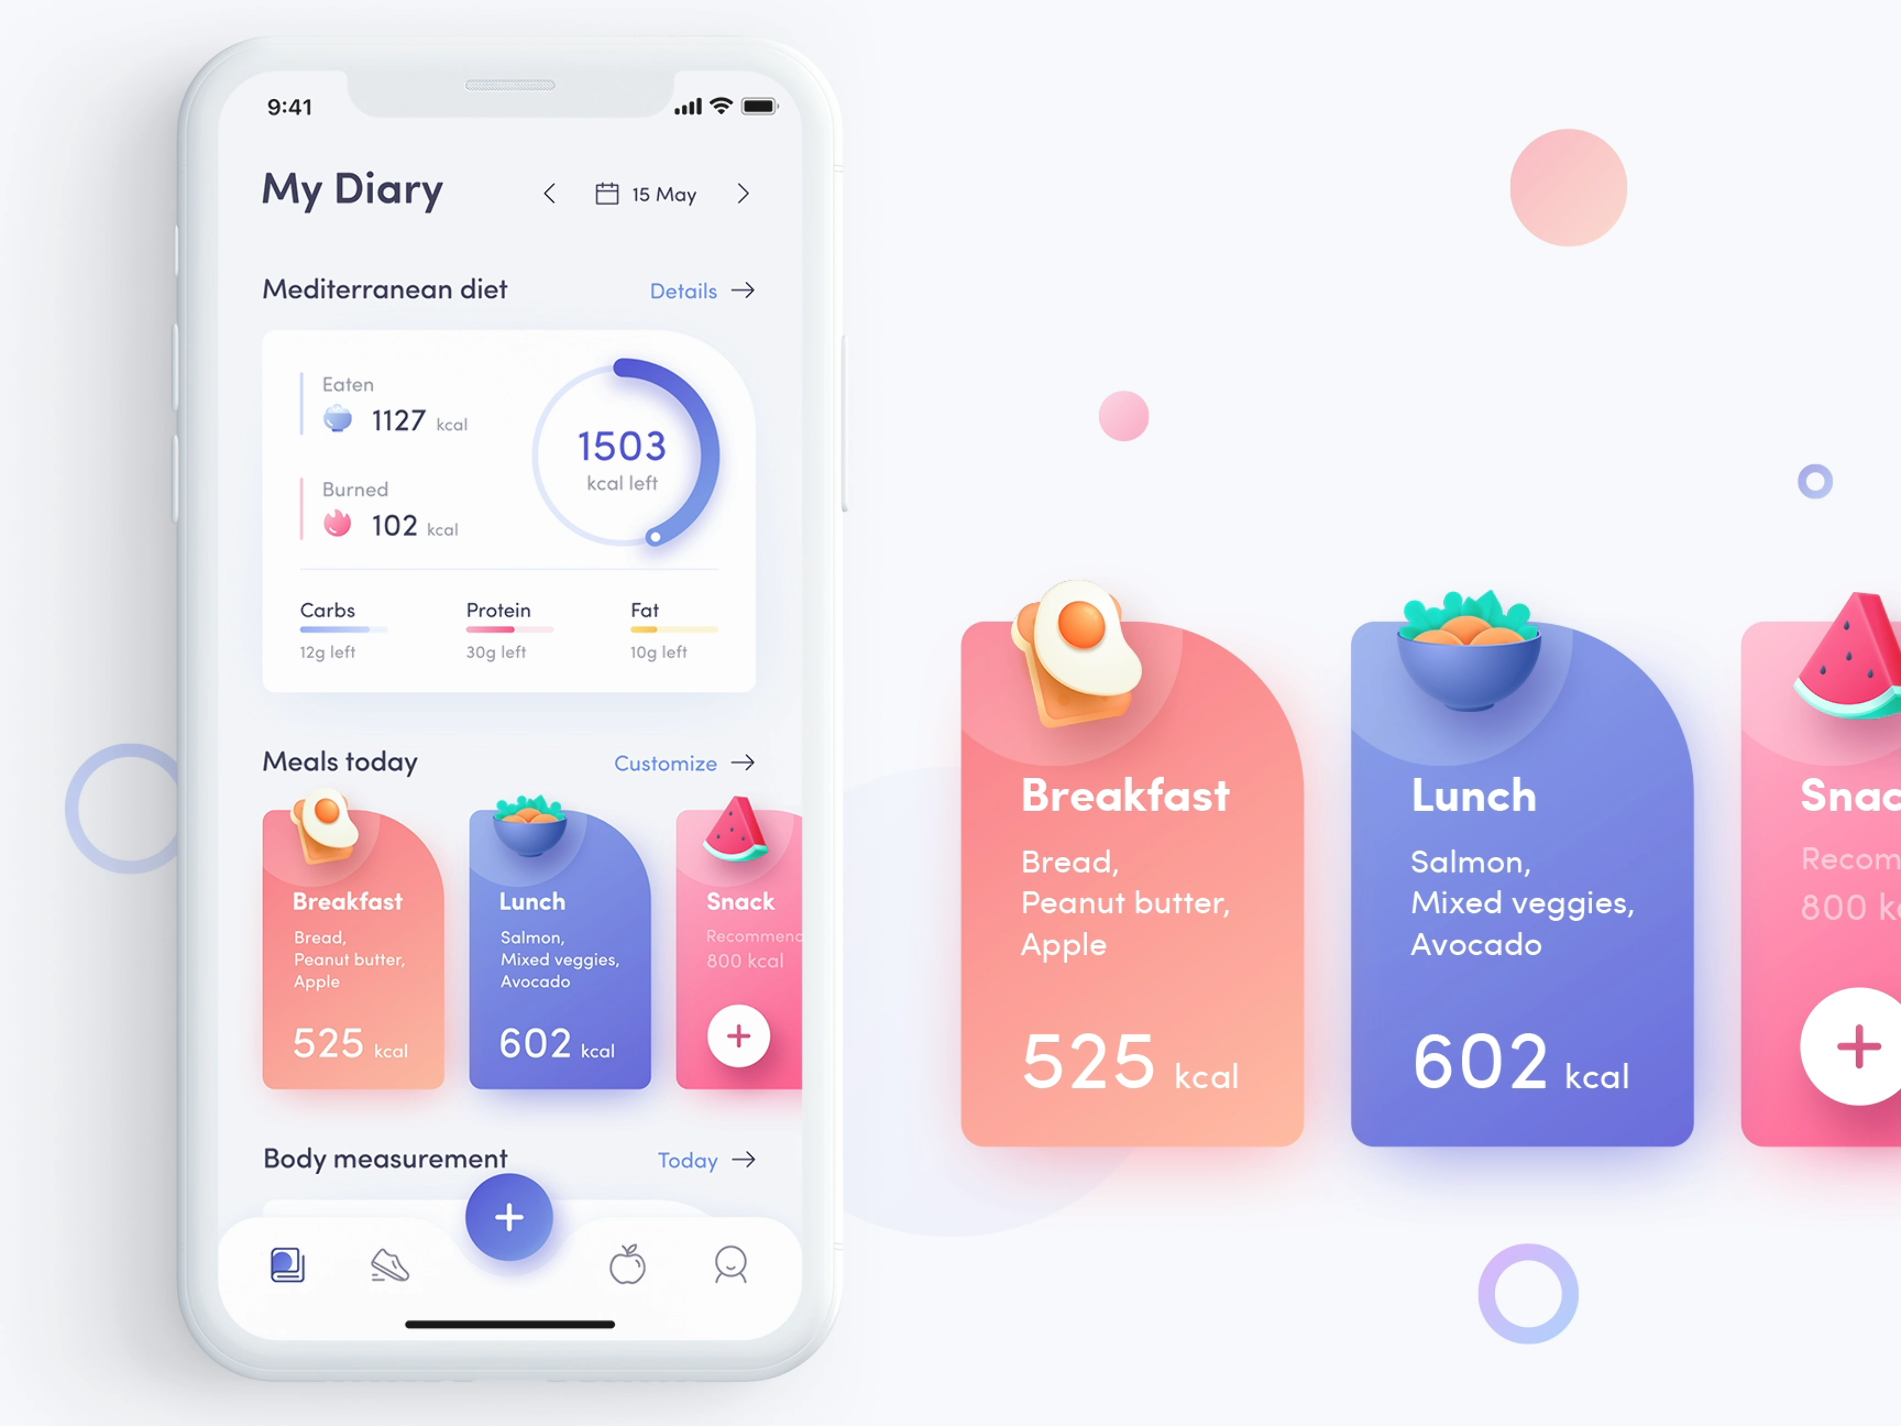 9:41
My Diary
15 May
Mediterranean diet
Details
Eaten
1127 kcal
Burned
102 kcal
1503
kcal left
Carbs
12g left
Protein
30g left
Fat
10g left
Meals today
Customize
Breakfast
Bread,
Peanut butter,
Apple
525 kcal
Lunch
Salmon,
Mixed veggies,
Avocado
602 kcal
Snack
Recommend
800 kcal
Body measurement
Today
Breakfast
Bread,
Peanut butter,
Apple
525 kcal
Lunch
Salmon,
Mixed veggies,
Avocado
602 kcal
Snac
Recom
800 k